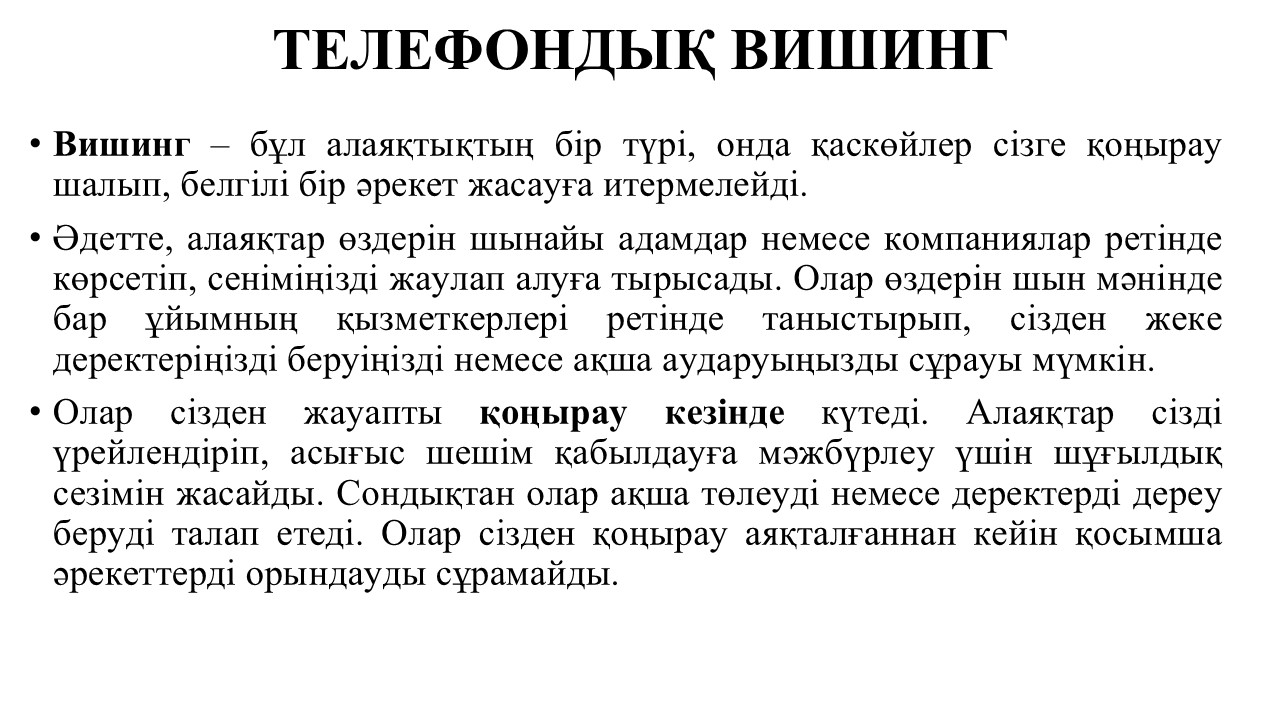 ТЕЛЕФОНДЫҚ ВИШИНГ
• Вишинг – бұл алаяқтықтың бір түрі, онда қаскөйлер сізге қоңырау
шалып, белгілі бір әрекет жасауға итермелейді.
• Әдетте, алаяқтар өздерін шынайы адамдар немесе компаниялар ретінде
көрсетіп, сеніміңізді жаулап алуға тырысады. Олар өздерін шын мәнінде
бар ұйымның қызметкерлері ретінде таныстырып, сізден жеке
деректеріңізді беруіңізді немесе ақша аударуыңызды сұрауы мүмкін.
• Олар сізден жауапты қоңырау кезінде күтеді. Алаяқтар сізді
үрейлендіріп, асығыс шешім қабылдауға мәжбүрлеу үшін шұғылдық
сезімін жасайды. Сондықтан олар ақша төлеуді немесе деректерді дереу
беруді талап етеді. Олар сізден қоңырау аяқталғаннан кейін қосымша
әрекеттерді орындауды сұрамайды.